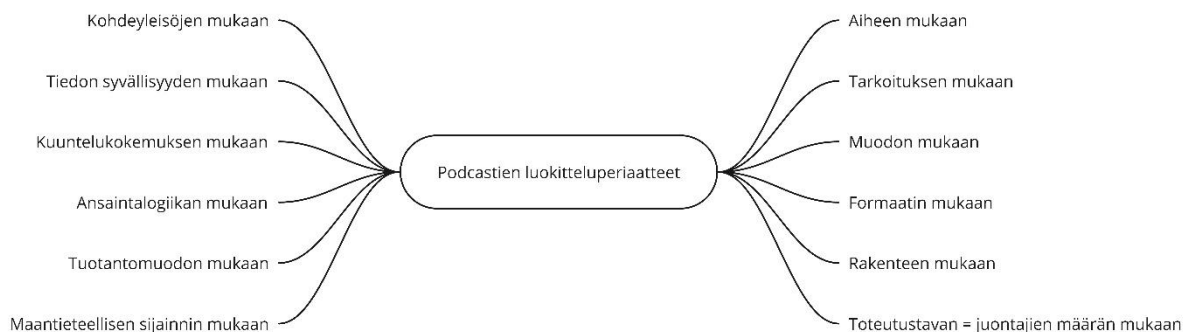 Kohdeyleisöjen mukaan
Tiedon syvällisyyden mukaan
Kuuntelukokemuksen mukaan
Ansaintalogiikan mukaan
Tuotantomuodon mukaan
Maantieteellisen sijainnin mukaan
Podcastien luokitteluperiaatteet
Aiheen mukaan
Tarkoituksen mukaan
Muodon mukaan
Formaatin mukaan
Rakenteen mukaan
Toteutustavan = juontajien määrän mukaan